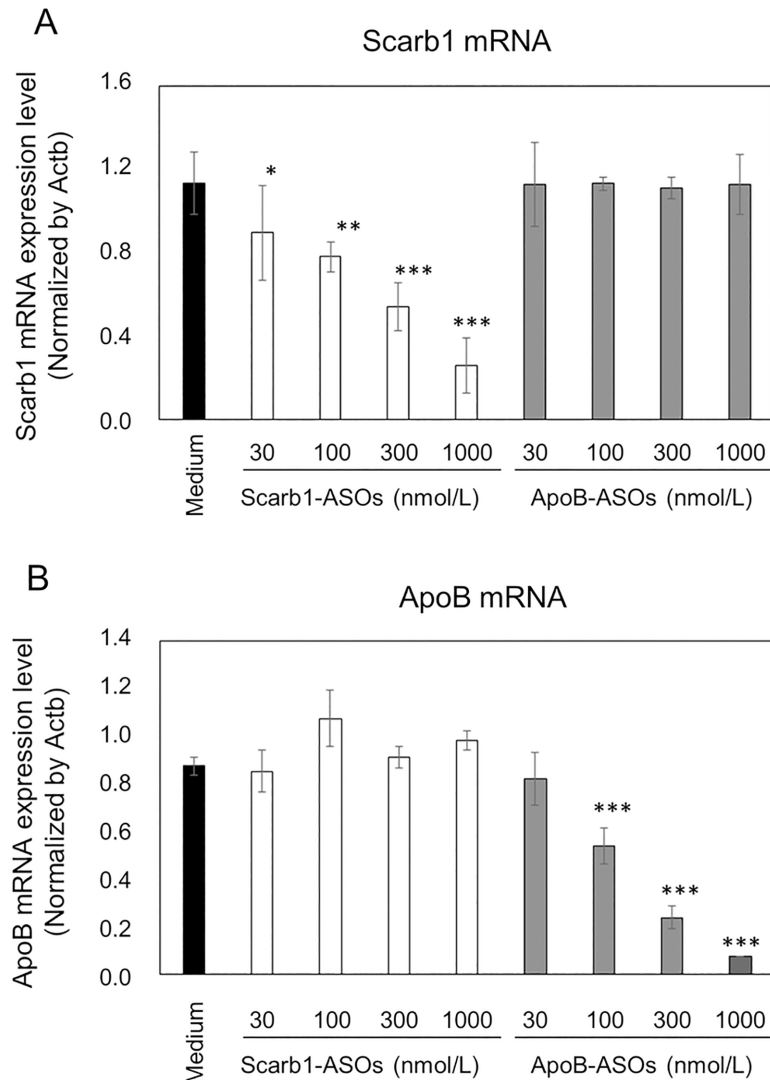 A
Scarb1 mRNA
Scarb1 mRNA expression level
(Normalized by Actb)
1.6
1.2
0.8
0.4
0.0
*
**
***
***
Medium
30 100 300 1000 30 100 300 1000
Scarb1-ASOs (nmol/L) ApoB-ASOs (nmol/L)
B
ApoB mRNA
ApoB mRNA expression level
(Normalized by Actb)
1.4
1.2
1.0
0.8
0.6
0.4
0.2
0.0
***
***
***
Medium
30 100 300 1000 30 100 300 1000
Scarb1-ASOs (nmol/L) ApoB-ASOs (nmol/L)